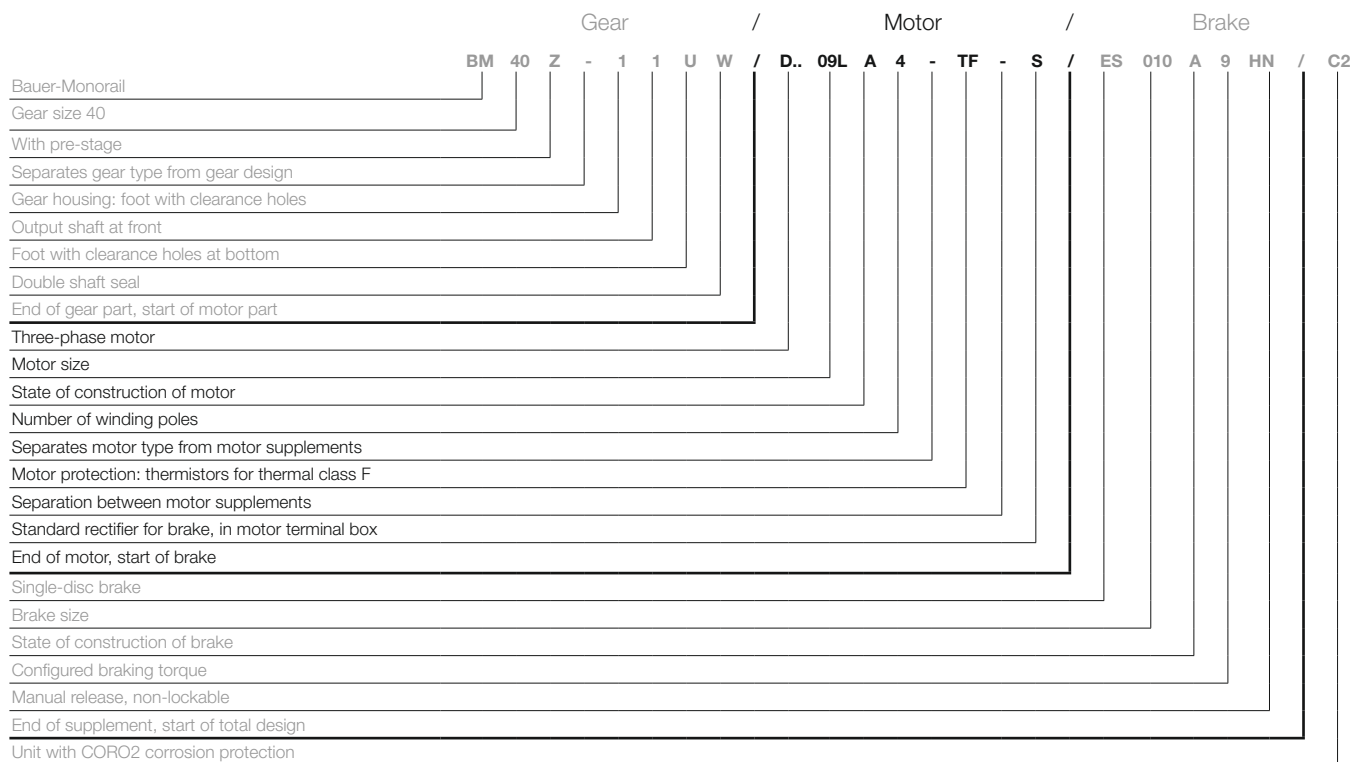 Gear / Motor / Brake
BM 40 Z - 1 1 U W / D.. 09L A 4 - TF - S / ES 010 A 9 HN / C2
Bauer-Monorail
Gear size 40
With pre-stage
Separates gear type from gear design
Gear housing: foot with clearance holes
Output shaft at front
Foot with clearance holes at bottom
Double shaft seal
End of gear part, start of motor part
Three-phase motor
Motor size
State of construction of motor
Number of winding poles
Separates motor type from motor supplements
Motor protection: thermistors for thermal class F
Separation between motor supplements
Standard rectifier for brake, in motor terminal box
End of motor, start of brake
Single-disc brake
Brake size
State of construction of brake
Configured braking torque
Manual release, non-lockable
End of supplement, start of total design
Unit with CORO2 corrosion protection